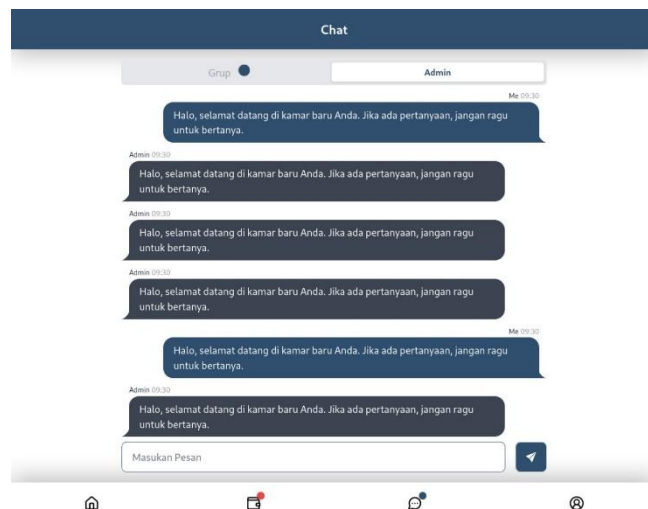 Chat
Grup
Admin
Me 09:30
Halo, selamat datang di kamar baru Anda. Jika ada pertanyaan, jangan ragu
untuk bertanya.
Admin 09:30
Halo, selamat datang di kamar baru Anda. Jika ada pertanyaan, jangan ragu
untuk bertanya.
Admin 09:30
Halo, selamat datang di kamar baru Anda. Jika ada pertanyaan, jangan ragu
untuk bertanya.
Admin 09:30
Halo, selamat datang di kamar baru Anda. Jika ada pertanyaan, jangan ragu
untuk bertanya.
Me 09:30
Halo, selamat datang di kamar baru Anda. Jika ada pertanyaan, jangan ragu
untuk bertanya.
Admin 09:30
Halo, selamat datang di kamar baru Anda. Jika ada pertanyaan, jangan ragu
untuk bertanya.
Masukan Pesan